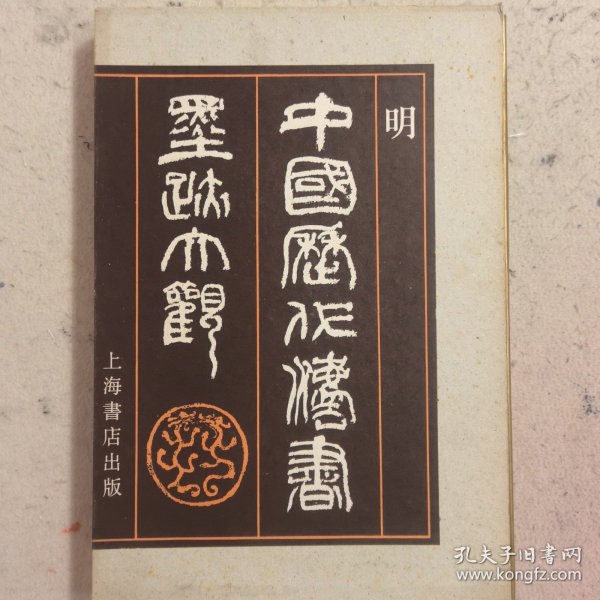 明
中國歷代灋書
墨跡大觀
上海書店出版
孔夫子旧书网
www.kongfz.com